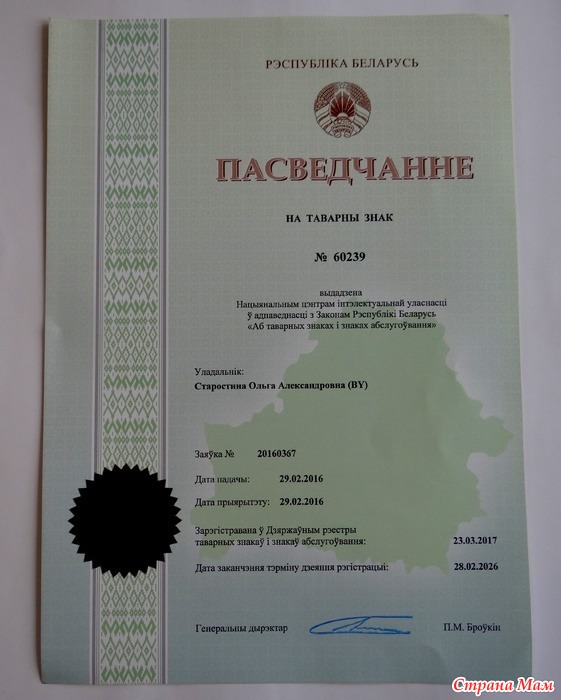 РЭСПУБЛІКА БЕЛАРУСЬ
ПАСВЕДЧАННЕ
НА ТАВАРНЫ ЗНАК
№ 60239
выдадзена
Нацыянальным цэнтрам інтэлектуальнай уласнасці
ў адпаведнасці з Законам Рэспублікі Беларусь
«Аб таварных знаках і знаках абслугоўвання»
Уладальнік:
Старостина Ольга Александровна (BY)
Заяўка № 20160367
Дата падачы: 29.02.2016
Дата прыярытэту: 29.02.2016
Зарэгістравана ў Дзяржаўным рэестры
таварных знакаў і знакаў абслугоўвання: 23.03.2017
Дата заканчэння тэрміну дзеяння рэгістрацыі: 28.02.2026
Генеральны дырэктар П.М. Броўкін
Страна Мам